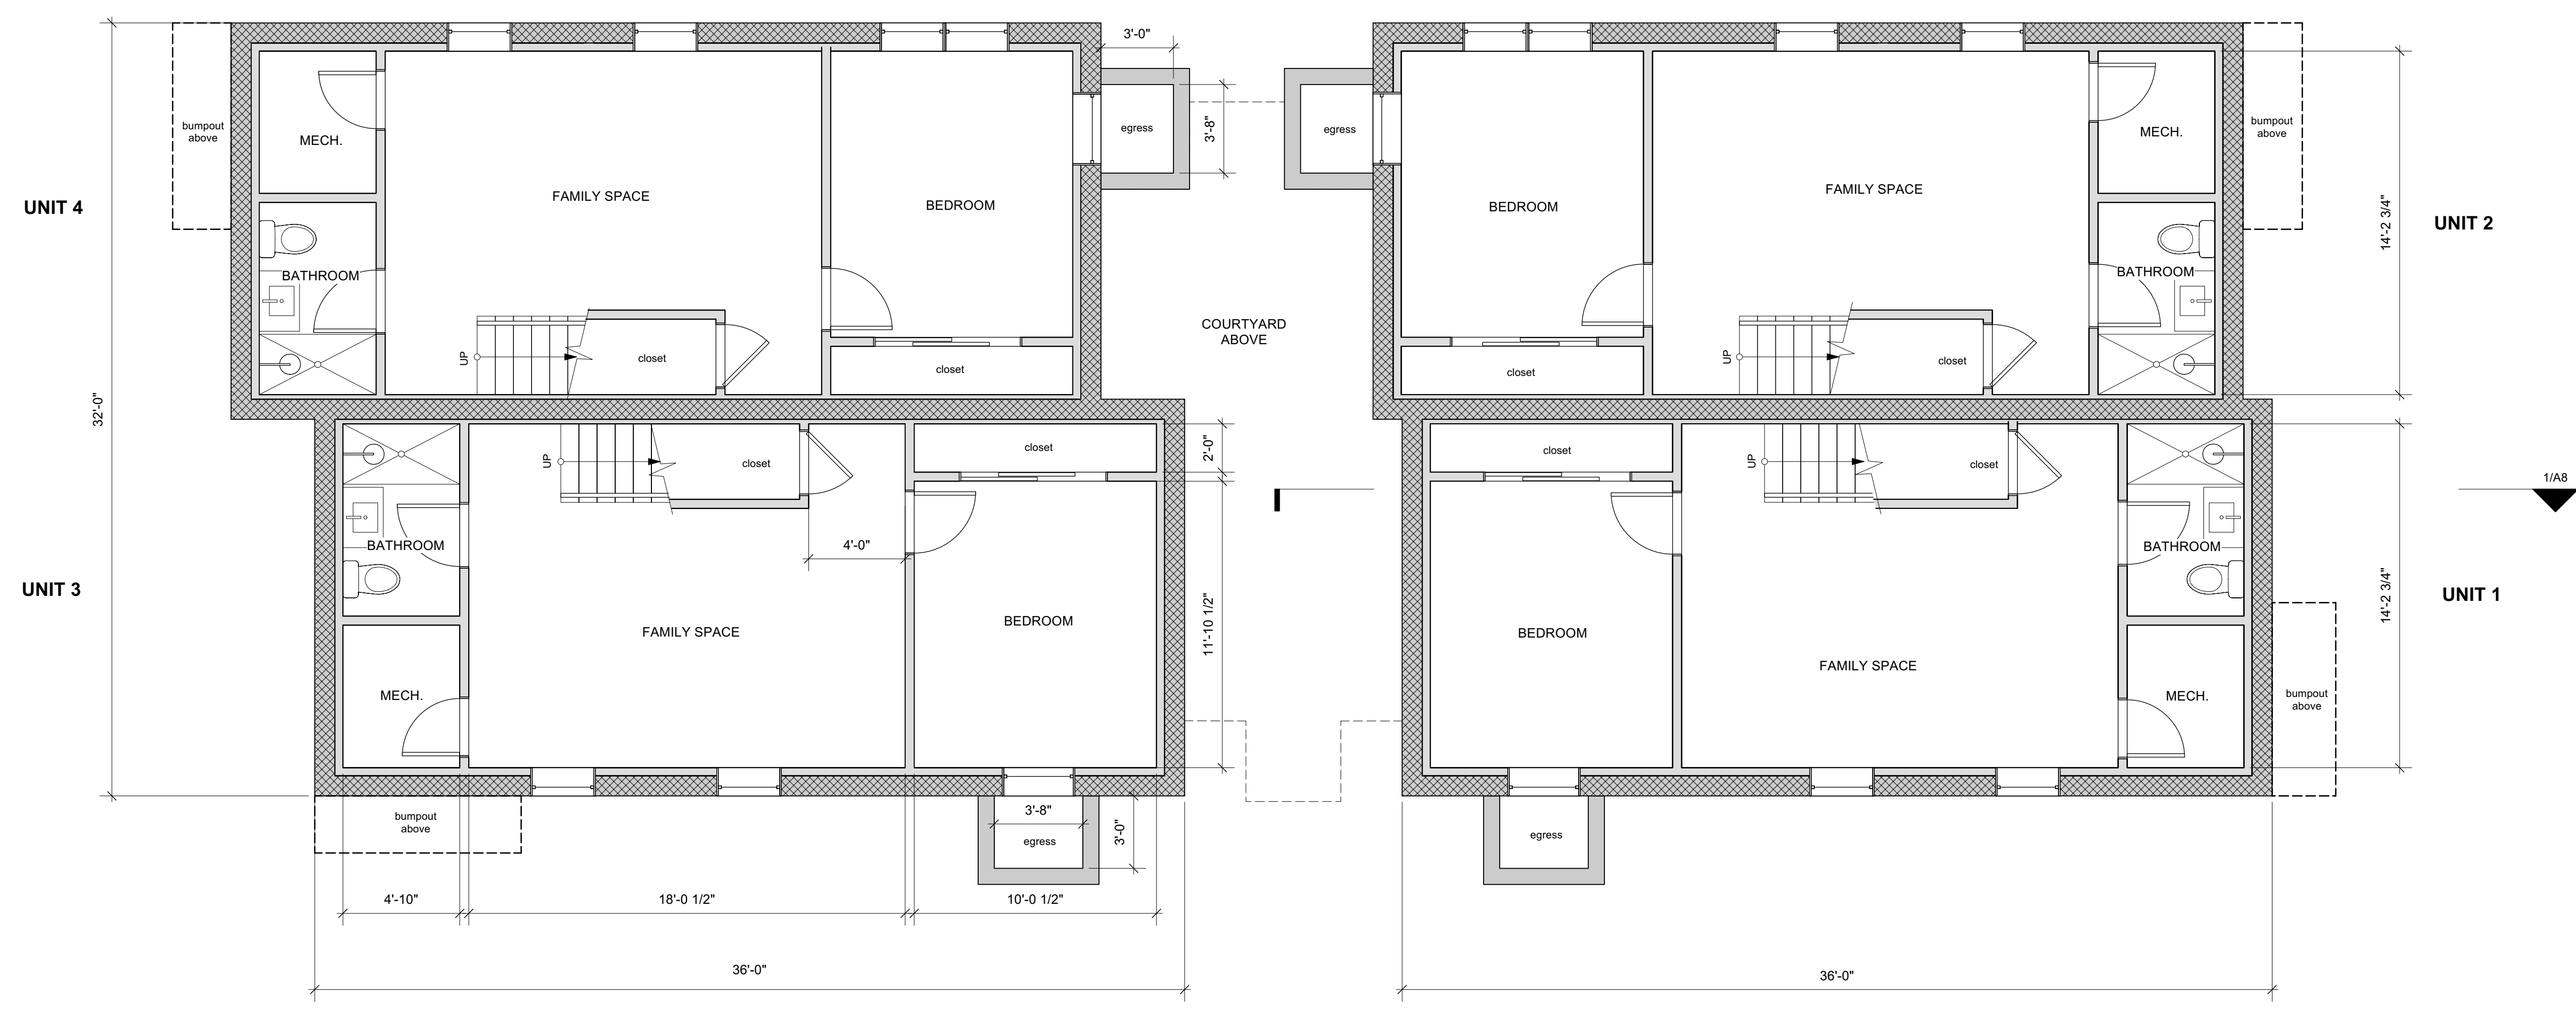 3'-0"
bumpout
above
MECH.
egress
3'-8"
egress
MECH.
bumpout
above
UNIT 4
FAMILY SPACE
BEDROOM
BEDROOM
FAMILY SPACE
14'-2 3/4"
UNIT 2
BATHROOM
BATHROOM
COURTYARD
ABOVE
UP
closet
closet
closet
UP
closet
32'-0"
UP
closet
closet
2'-0"
closet
UP
closet
1/A8
BATHROOM
4'-0"
BATHROOM
UNIT 3
FAMILY SPACE
BEDROOM
11'-10 1/2"
BEDROOM
FAMILY SPACE
14'-2 3/4"
UNIT 1
MECH.
MECH.
bumpout
above
bumpout
above
3'-8"
egress
3'-0"
egress
4'-10"
18'-0 1/2"
10'-0 1/2"
36'-0"
36'-0"